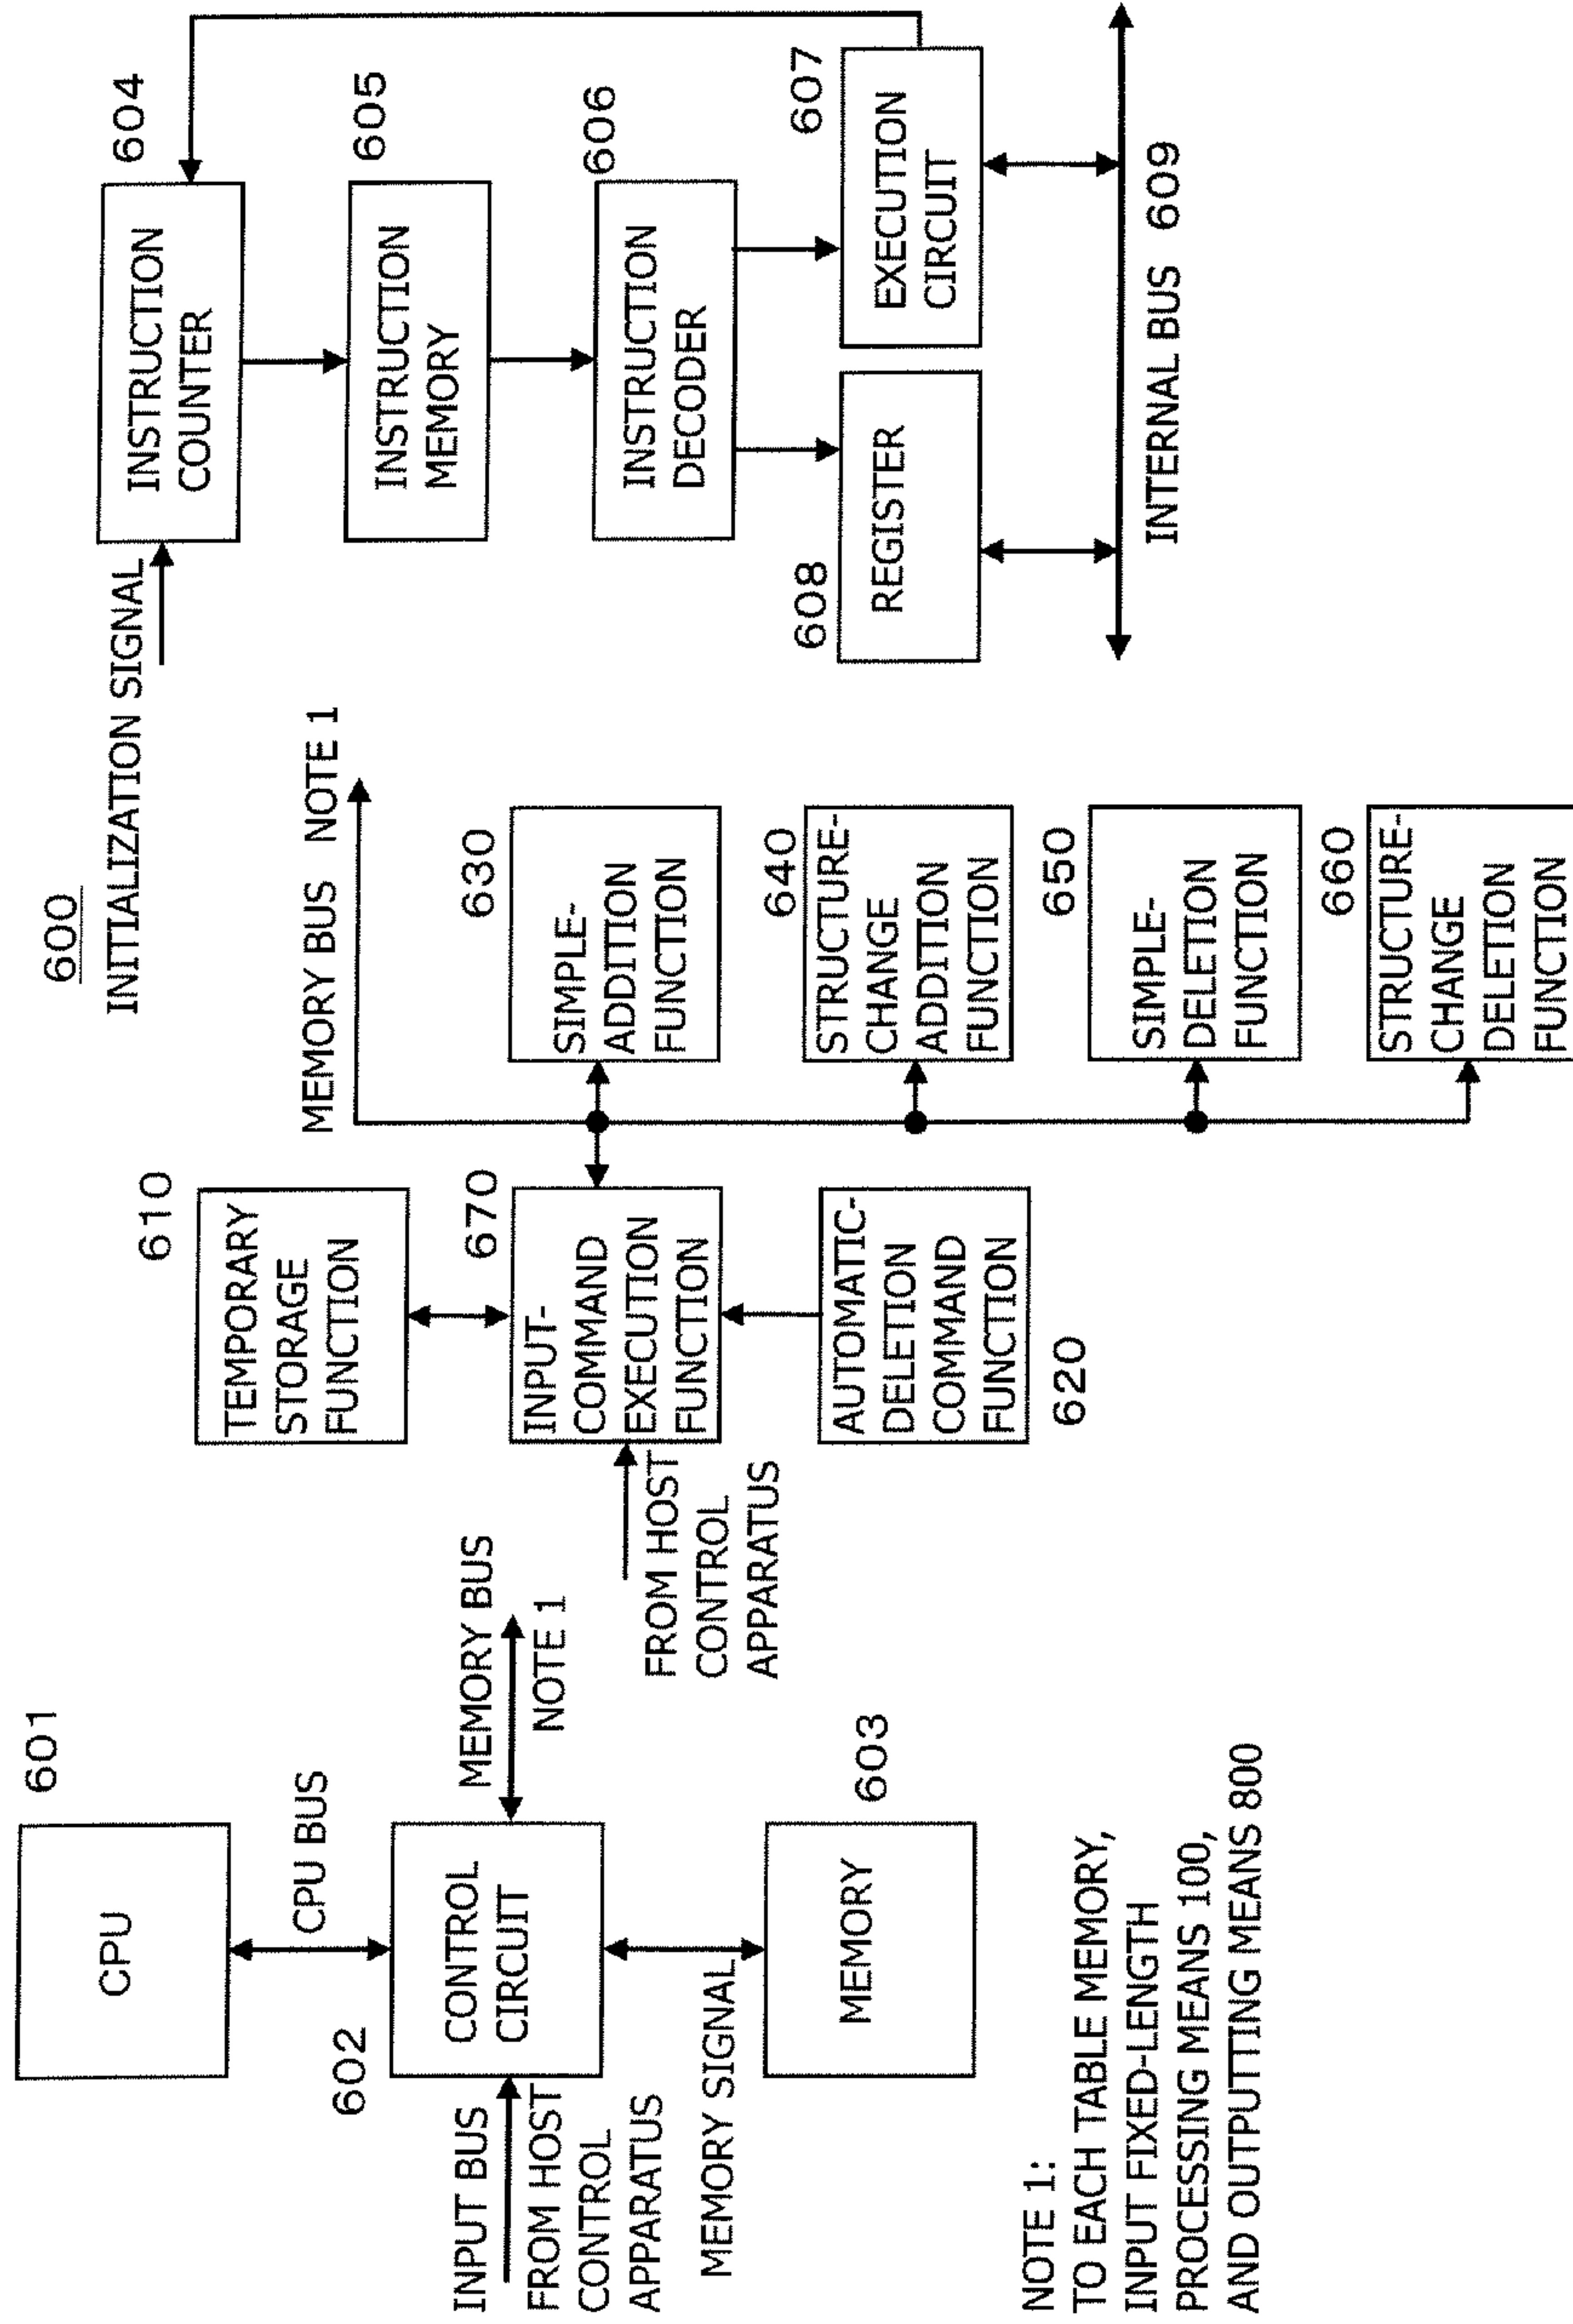 600
601
CPU
CPU BUS
602
CONTROL
CIRCUIT
INPUT BUS
FROM HOST
CONTROL
APPARATUS
MEMORY BUS
NOTE 1
MEMORY SIGNAL
603
MEMORY
NOTE 1:
TO EACH TABLE MEMORY,
INPUT FIXED-LENGTH
PROCESSING MEANS 100,
AND OUTPUTTING MEANS 800
610
TEMPORARY
STORAGE
FUNCTION
670
INPUT-
COMMAND
EXECUTION
FUNCTION
FROM HOST
CONTROL
APPARATUS
AUTOMATIC-
DELETION
COMMAND
FUNCTION
620
MEMORY BUS NOTE 1
630
SIMPLE-
ADDITION
FUNCTION
640
STRUCTURE-
CHANGE
ADDITION
FUNCTION
650
SIMPLE-
DELETION
FUNCTION
660
STRUCTURE-
CHANGE
DELETION
FUNCTION
INITIALIZATION SIGNAL
604
INSTRUCTION
COUNTER
605
INSTRUCTION
MEMORY
606
INSTRUCTION
DECODER
608
REGISTER
607
EXECUTION
CIRCUIT
INTERNAL BUS 609